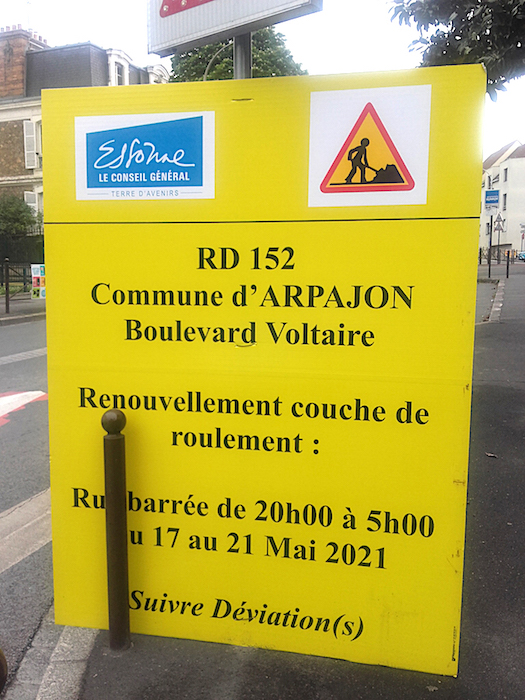 Essonne
LE CONSEIL GÉNÉRAL
TERRE D'AVENIRS
RD 152
Commune d'ARPAJON
Boulevard Voltaire
Renouvellement couche de
roulement :
Ru barrée de 20h00 à 5h00
u 17 au 21 Mai 2021
Suivre Déviation(s)